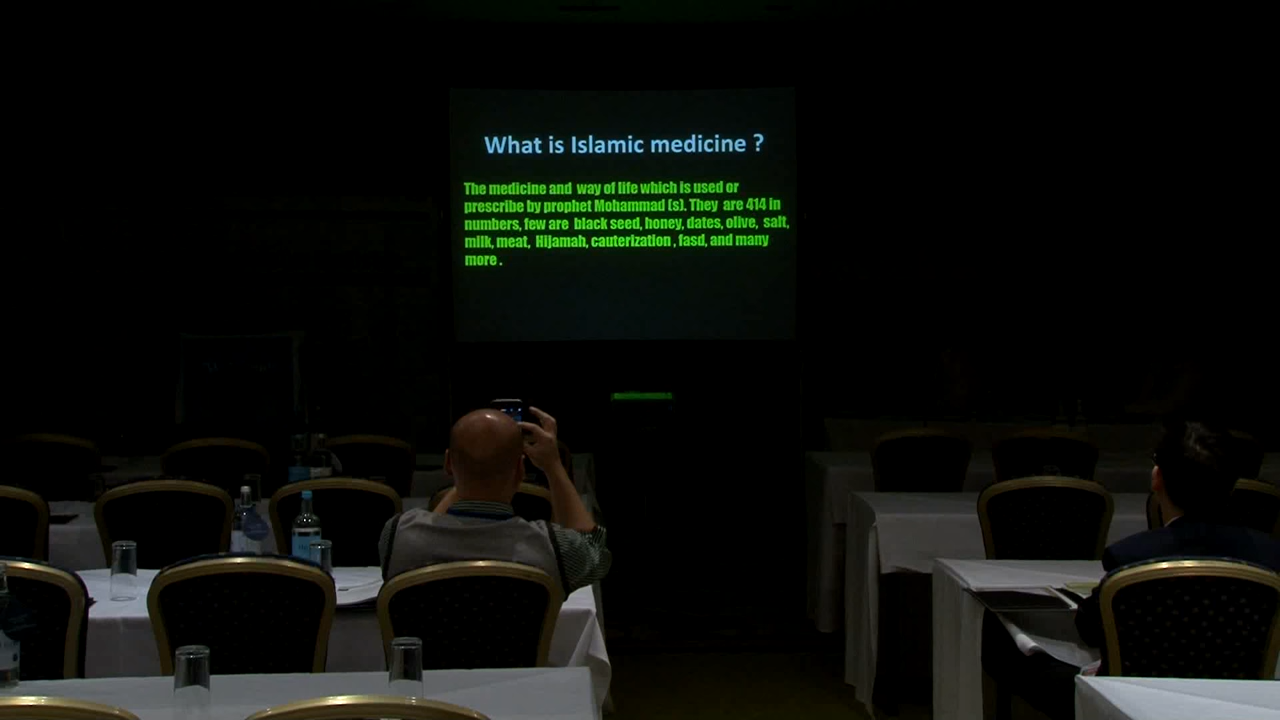 What is Islamic medicine ?
The medicine and way of life which is used or
prescribe by prophet Mohammad (s). They are 414 in
numbers, few are black seed, honey, dates, olive, salt,
milk, meat, Hijamah, cauterization , fasd, and many
more .